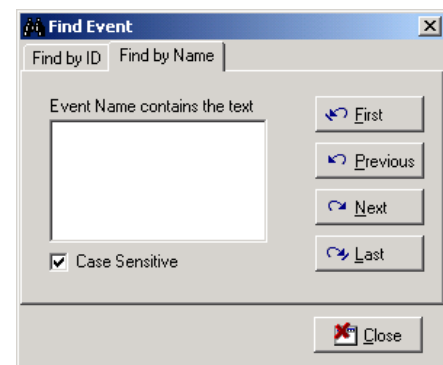 Find Event
Find by ID Find by Name
Event Name contains the text
First
Previous
Next
Case Sensitive
Last
Close